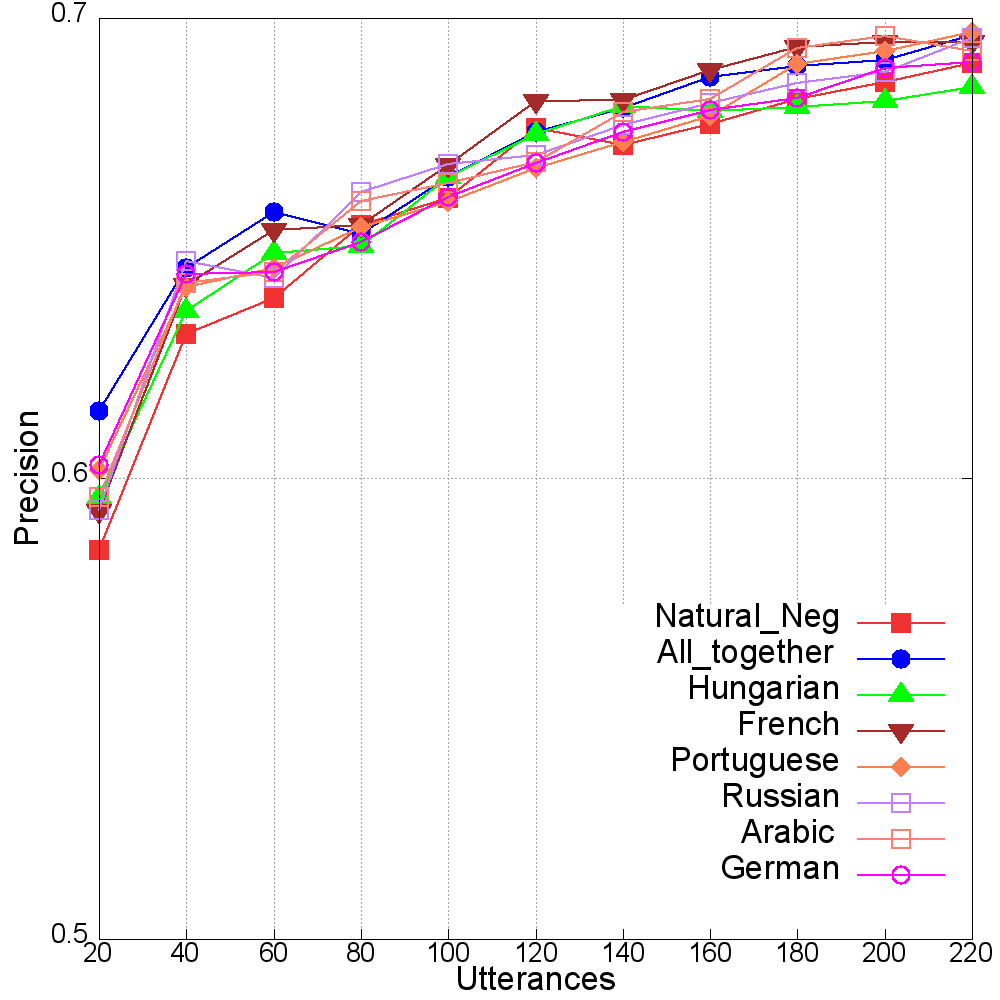 0.7
0.6
0.5
Precision
Natural_Neg
All_together
Hungarian
French
Portuguese
Russian
Arabic
German
20 40 60 80 100 120 140 160 180 200 220
Utterances